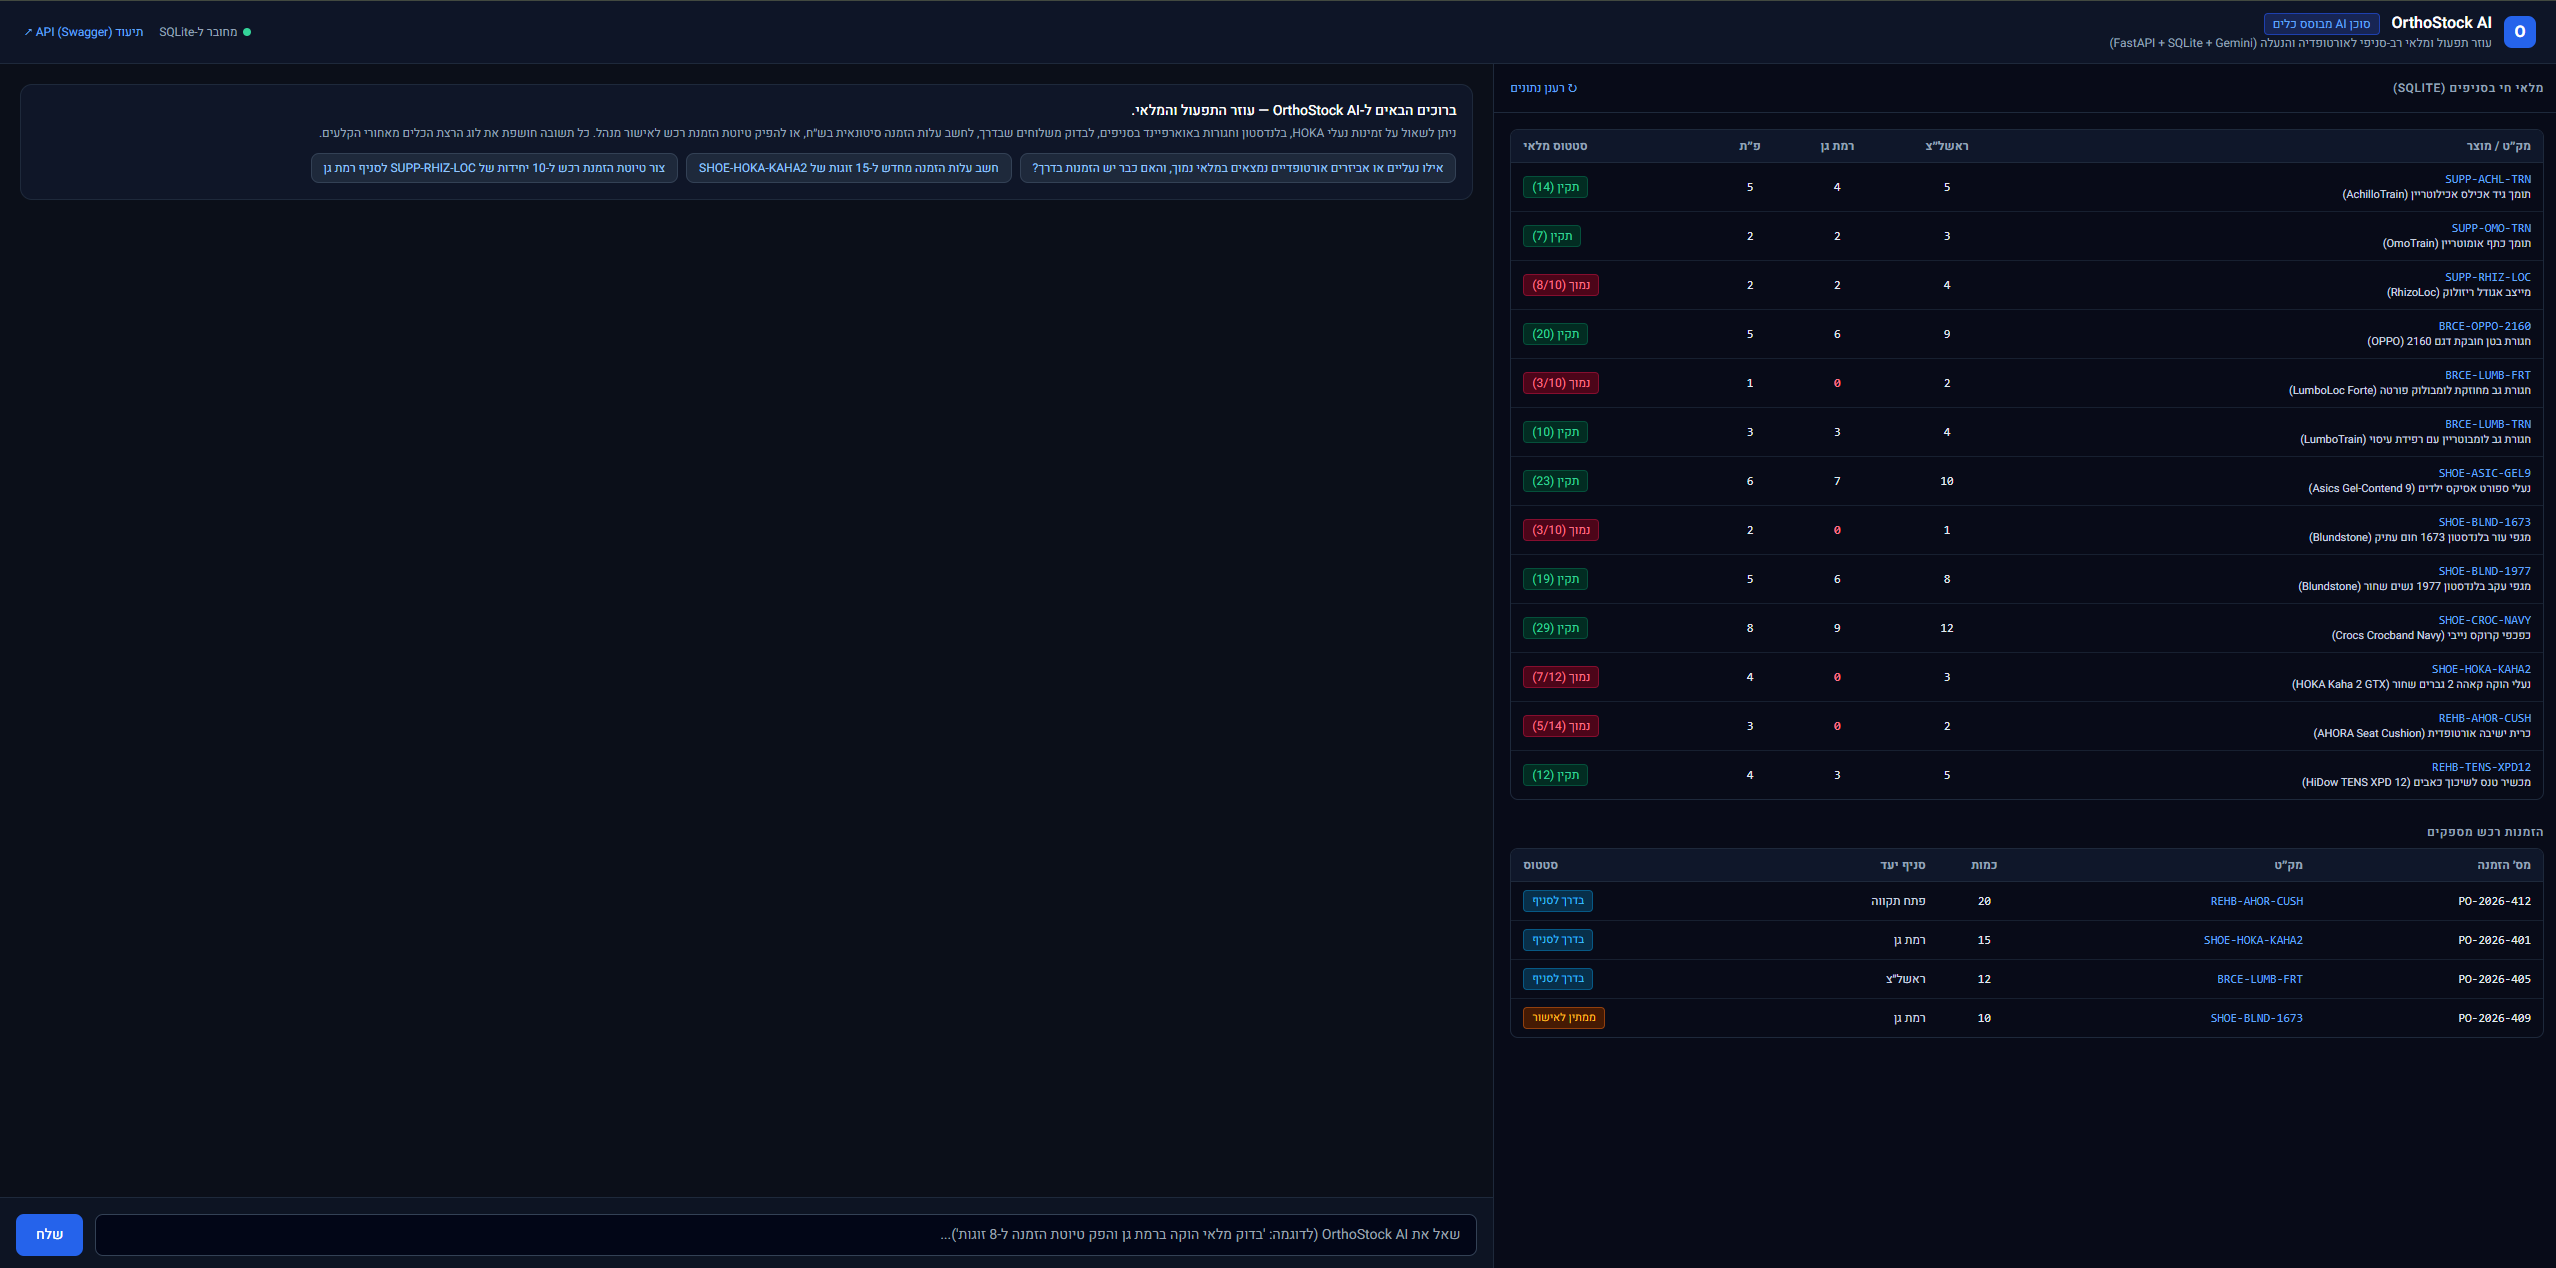 O
OrthoStock AI סוכן AI מבוסס כלים
עוזר תפעול ומלאי רב-סניפי לאורטופדיה והנעלה (FastAPI + SQLite + Gemini)
מחובר ל-SQLite
תיעוד API (Swagger) ↗
מלאי חי בסניפים (SQLITE)
↻ רענן נתונים
מק״ט / מוצר ראשל״צ רמת גן פ״ת סטטוס מלאי
SUPP-ACHL-TRN
תומך גיד אכילס אכילוטריין (AchilloTrain)
5 4 5 תקין (14)
SUPP-OMO-TRN
תומך כתף אומוטריין (OmoTrain)
3 2 2 תקין (7)
SUPP-RHIZ-LOC
מייצב אגודל ריזולוק (RhizoLoc)
4 2 2 נמוך (8/10)
BRCE-OPPO-2160
חגורת בטן חובקת דגם 2160 (OPPO)
9 6 5 תקין (20)
BRCE-LUMB-FRT
חגורת גב מחוזקת לומבולוק פורטה (LumboLoc Forte)
2 0 1 נמוך (3/10)
BRCE-LUMB-TRN
חגורת גב לומבוטריין עם רפידת עיסוי (LumboTrain)
4 3 3 תקין (10)
SHOE-ASIC-GEL9
נעלי ספורט אסיקס ילדים (Asics Gel-Contend 9)
10 7 6 תקין (23)
SHOE-BLND-1673
מגפי עור בלנדסטון 1673 חום עתיק (Blundstone)
1 0 2 נמוך (3/10)
SHOE-BLND-1977
מגפי עקב בלנדסטון 1977 נשים שחור (Blundstone)
8 6 5 תקין (19)
SHOE-CROC-NAVY
כפכפי קרוקס נייבי (Crocs Crocband Navy)
12 9 8 תקין (29)
SHOE-HOKA-KAHA2
נעלי הוקה קאהה 2 גברים שחור (HOKA Kaha 2 GTX)
3 0 4 נמוך (7/12)
REHB-AHOR-CUSH
כרית ישיבה אורטופדית (AHORA Seat Cushion)
2 0 3 נמוך (5/14)
REHB-TENS-XPD12
מכשיר טנס לשיכוך כאבים (HiDow TENS XPD 12)
5 3 4 תקין (12)
הזמנות רכש מספקים
מס׳ הזמנה מק״ט כמות סניף יעד סטטוס
PO-2026-412 REHB-AHOR-CUSH 20 פתח תקווה בדרך לסניף
PO-2026-401 SHOE-HOKA-KAHA2 15 רמת גן בדרך לסניף
PO-2026-405 BRCE-LUMB-FRT 12 ראשל״צ בדרך לסניף
PO-2026-409 SHOE-BLND-1673 10 רמת גן ממתין לאישור
ברוכים הבאים ל-OrthoStock AI — עוזר התפעול והמלאי.
ניתן לשאול על זמינות נעלי HOKA, בלנדסטון וחגורות באוארפיינד בסניפים, לבדוק משלוחים שבדרך, לחשב עלות הזמנה סיטונאית בש״ח, או להפיק טיוטת הזמנת רכש לאישור מנהל. כל תשובה חושפת את לוג הרצת הכלים מאחורי הקלעים.
אילו נעליים או אביזרים אורטופדיים נמצאים במלאי נמוך, והאם כבר יש הזמנות בדרך?
חשב עלות הזמנה מחדש ל-15 זוגות של SHOE-HOKA-KAHA2
צור טיוטת הזמנת רכש ל-10 יחידות של SUPP-RHIZ-LOC לסניף רמת גן
שאל את OrthoStock AI (לדוגמה: 'בדוק מלאי הוקה ברמת גן והפק טיוטת הזמנה ל-8 זוגות')...
שלח